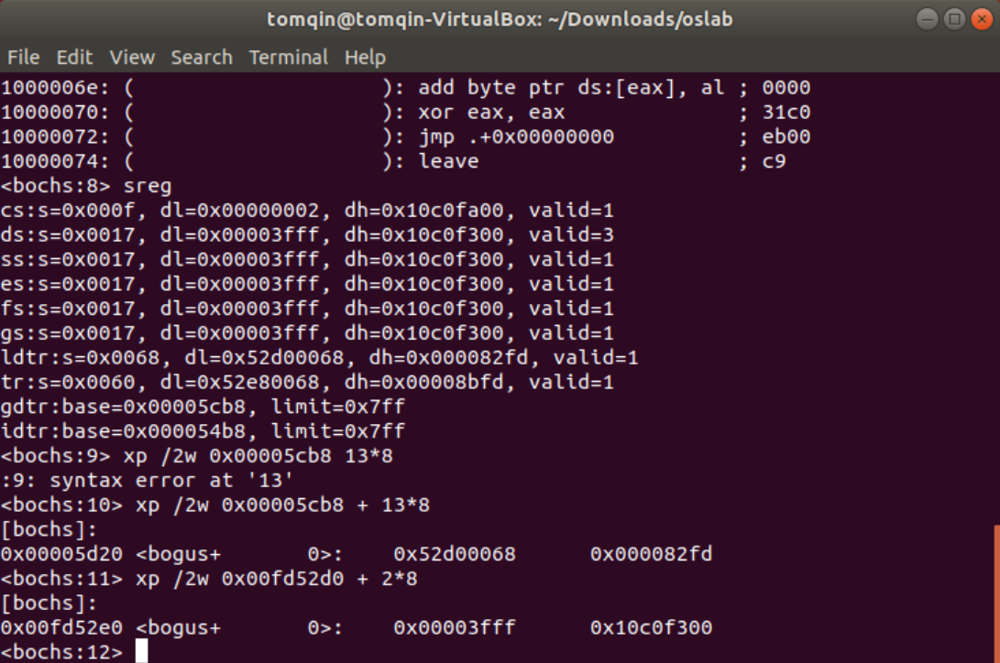 tomqin@tomqin-VirtualBox: ~/Downloads/oslab
File Edit View Search Terminal Help
1000006e: (                    ): add byte ptr ds:[eax], al ; 0000
10000070: (                    ): xor eax, eax              ; 31c0
10000072: (                    ): jmp .+0x00000000          ; eb00
10000074: (                    ): leave                     ; c9
<bochs:8> sreg
cs:s=0x000f, dl=0x00000002, dh=0x10c0fa00, valid=1
ds:s=0x0017, dl=0x00003fff, dh=0x10c0f300, valid=3
ss:s=0x0017, dl=0x00003fff, dh=0x10c0f300, valid=1
es:s=0x0017, dl=0x00003fff, dh=0x10c0f300, valid=1
fs:s=0x0017, dl=0x00003fff, dh=0x10c0f300, valid=1
gs:s=0x0017, dl=0x00003fff, dh=0x10c0f300, valid=1
ldtr:s=0x0068, dl=0x52d00068, dh=0x000082fd, valid=1
tr:s=0x0060, dl=0x52e80068, dh=0x00008bfd, valid=1
gdtr:base=0x00005cb8, limit=0x7ff
idtr:base=0x000054b8, limit=0x7ff
<bochs:9> xp /2w 0x00005cb8 13*8
:9: syntax error at '13'
<bochs:10> xp /2w 0x00005cb8 + 13*8
[bochs]:
0x00005d20 <bogus+       0>:    0x52d00068      0x000082fd
<bochs:11> xp /2w 0x00fd52d0 + 2*8
[bochs]:
0x00fd52e0 <bogus+       0>:    0x00003fff      0x10c0f300
<bochs:12>